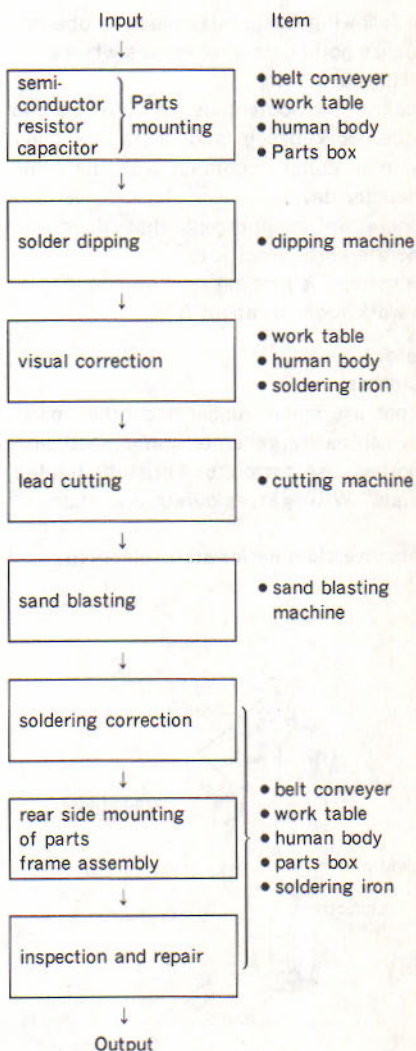 Input Item
semi-
conductor
resistor
capacitor
Parts
mounting
• belt conveyer
• work table
• human body
• Parts box
solder dipping
• dipping machine
visual correction
• work table
• human body
• soldering iron
lead cutting
• cutting machine
sand blasting
• sand blasting
machine
soldering correction
rear side mounting
of parts
frame assembly
inspection and repair
• belt conveyer
• work table
• human body
• parts box
• soldering iron
Output